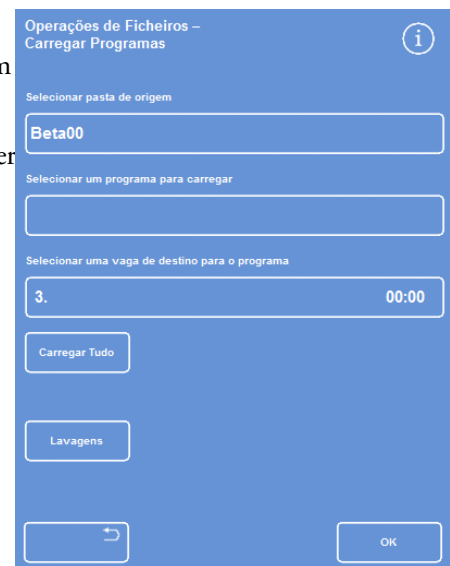 Operações de Ficheiros –
Carregar Programas
i
Selecionar pasta de origem
Beta00
Selecionar um programa para carregar
Selecionar uma vaga de destino para o programa
3. 00:00
Carregar Tudo
Lavagens
OK